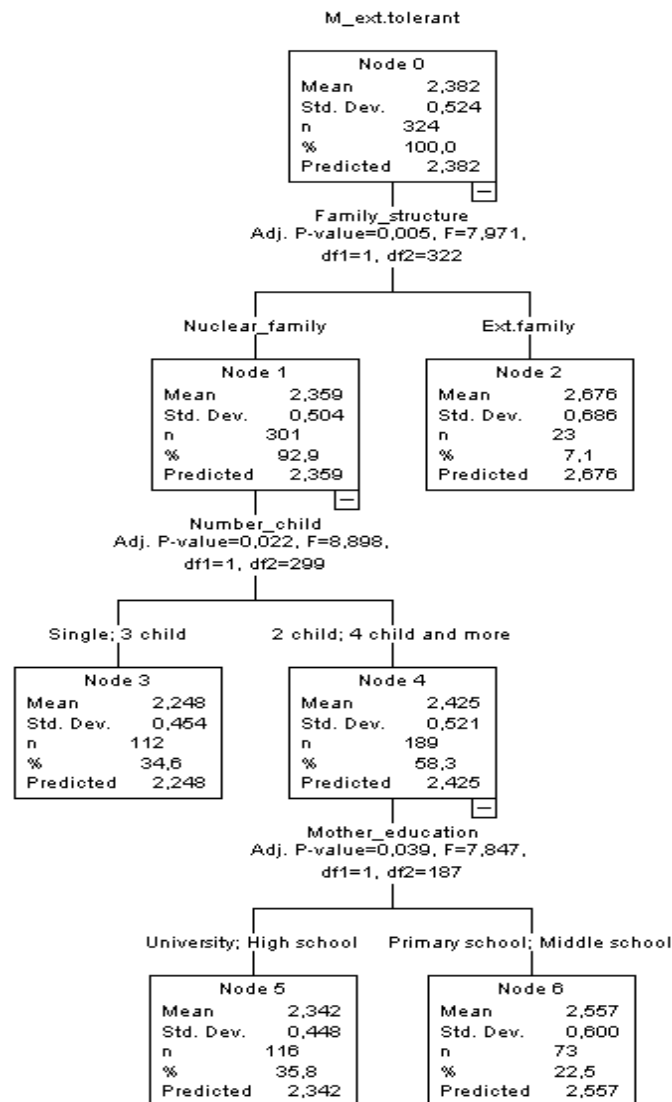 M_ext.tolerant
Node 0
Mean 2,382
Std. Dev. 0,524
n 324
% 100,0
Predicted 2,382
Family_structure
Adj. P-value=0,005, F=7,971,
df1=1, df2=322
Nuclear_family
Ext.family
Node 1
Mean 2,359
Std. Dev. 0,504
n 301
% 92,9
Predicted 2,359
Node 2
Mean 2,676
Std. Dev. 0,686
n 23
% 7,1
Predicted 2,676
Number_child
Adj. P-value=0,022, F=8,898,
df1=1, df2=299
Single; 3 child
2 child; 4 child and more
Node 3
Mean 2,248
Std. Dev. 0,454
n 112
% 34,6
Predicted 2,248
Node 4
Mean 2,425
Std. Dev. 0,521
n 189
% 58,3
Predicted 2,425
Mother_education
Adj. P-value=0,039, F=7,847,
df1=1, df2=187
University; High school
Primary school; Middle school
Node 5
Mean 2,342
Std. Dev. 0,448
n 116
% 35,8
Predicted 2,342
Node 6
Mean 2,557
Std. Dev. 0,600
n 73
% 22,5
Predicted 2,557